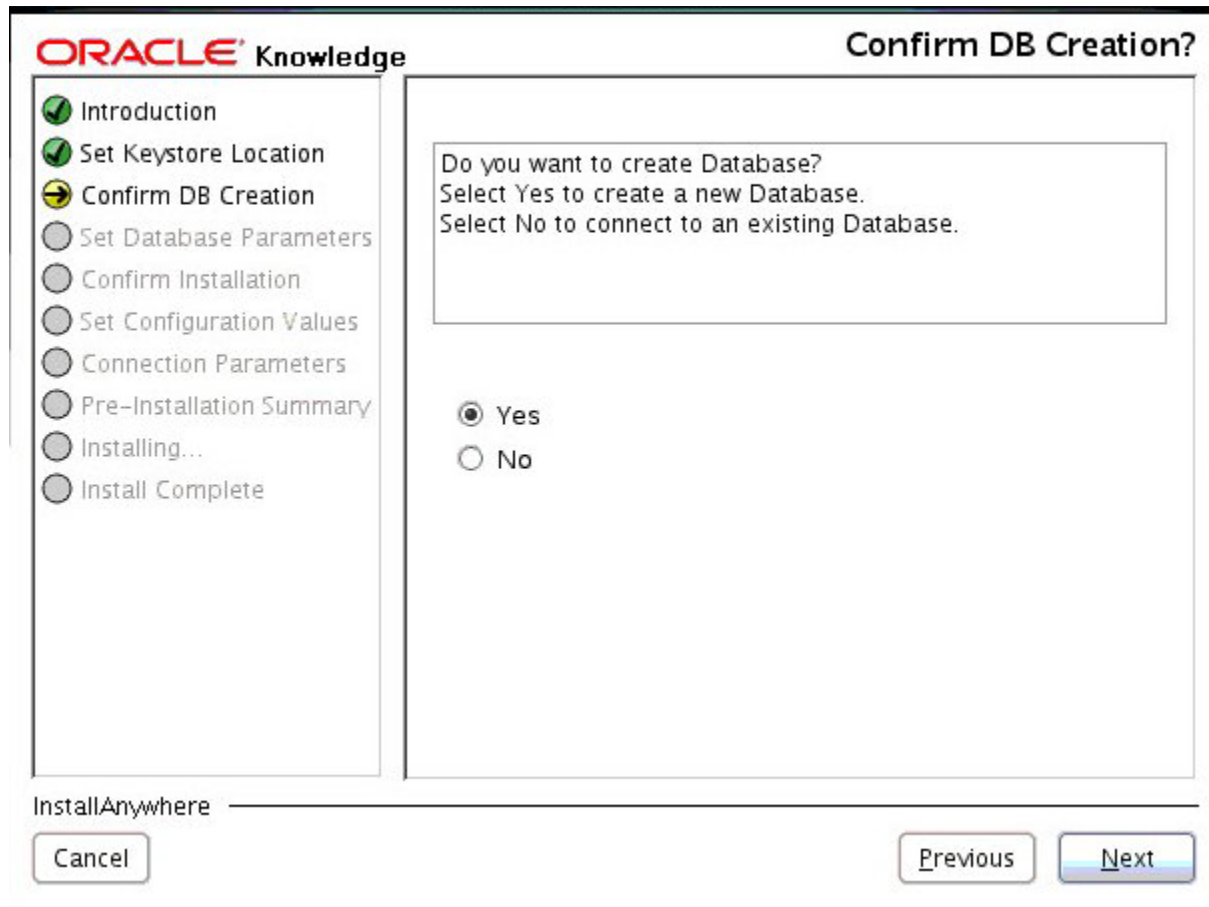 ORACLE Knowledge
Confirm DB Creation?
Introduction
Set Keystore Location
Confirm DB Creation
Set Database Parameters
Confirm Installation
Set Configuration Values
Connection Parameters
Pre-Installation Summary
Installing...
Install Complete
Do you want to create Database?
Select Yes to create a new Database.
Select No to connect to an existing Database.
Yes
No
InstallAnywhere
Cancel
Previous
Next